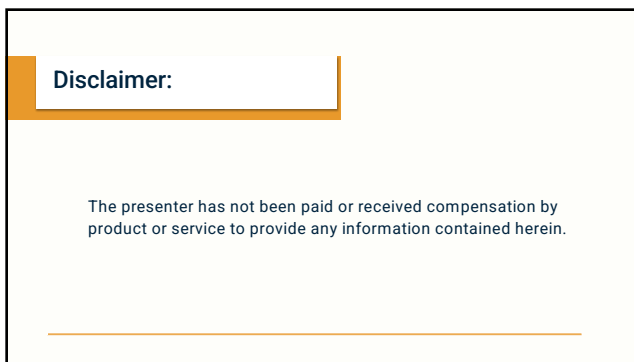 Disclaimer:
The presenter has not been paid or received compensation by
product or service to provide any information contained herein.